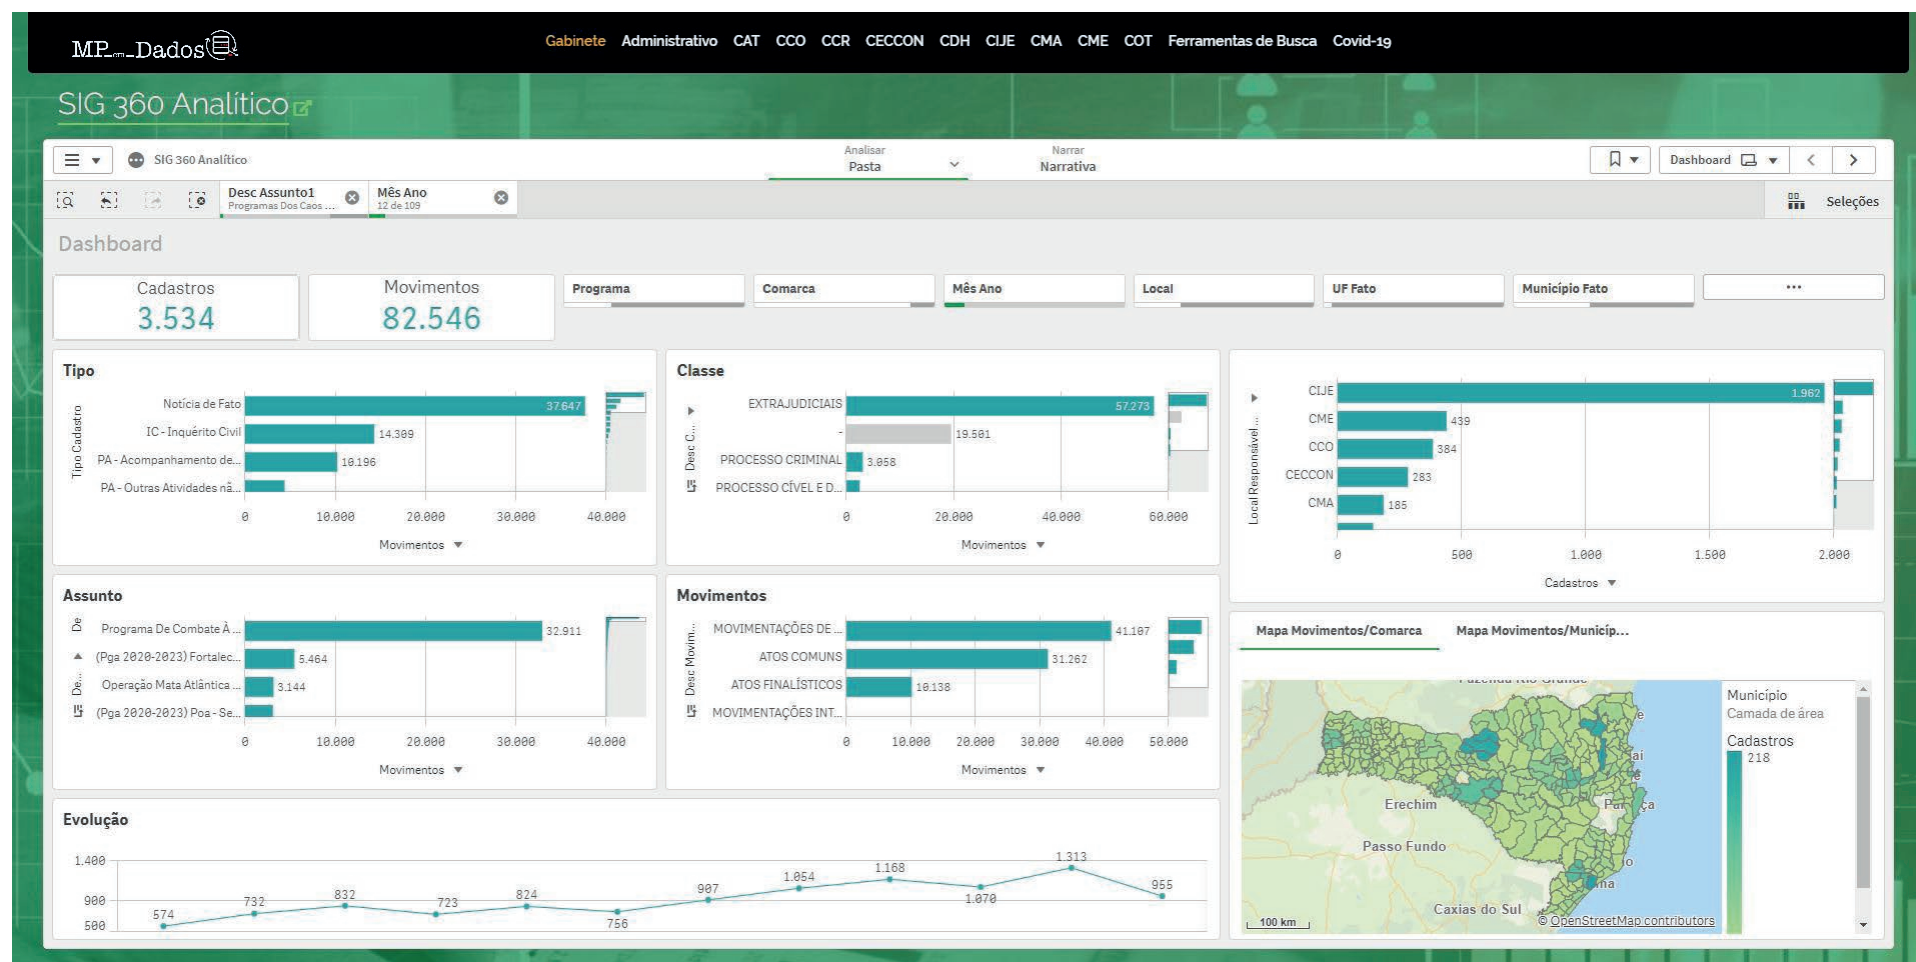 MP em Dados
Gabinete Administrativo CAT CCO CCR CECCON CDH CIJE CMA CME COT Ferramentas de Busca Covid-19
SIG 360 Analítico
SIG 360 Analítico
Analisar
Pasta
Narrar
Narrativa
Dashboard
Desc Assunto1
Programas Dos Caos ...
Mês Ano
12 de 109
Seleções
Dashboard
Cadastros
3.534
Movimentos
82.546
Programa
Comarca
Mês Ano
Local
UF Fato
Município Fato
...
Tipo
Tipo Cadastro
Notícia de Fato 37.647
IC - Inquérito Civil 14.309
PA - Acompanhamento de... 10.196
PA - Outras Atividades nã...
0 10.000 20.000 30.000 40.000
Movimentos
Classe
Desc C...
EXTRAJUDICIAIS 57.273
- 19.501
PROCESSO CRIMINAL 3.058
PROCESSO CÍVEL E D...
0 20.000 40.000 60.000
Movimentos
Local Responsável ...
CIJE 1.962
CME 439
CCO 384
CECCON 283
CMA 185
0 500 1.000 1.500 2.000
Cadastros
Assunto
De
De...
Programa De Combate À ... 32.911
(Pga 2020-2023) Fortalec... 5.464
Operação Mata Atlântica ... 3.144
(Pga 2020-2023) Poa - Se...
0 10.000 20.000 30.000 40.000
Movimentos
Movimentos
Desc Movim...
MOVIMENTAÇÕES DE ... 41.107
ATOS COMUNS 31.262
ATOS FINALÍSTICOS 10.138
MOVIMENTAÇÕES INT...
0 10.000 20.000 30.000 40.000 50.000
Movimentos
Mapa Movimentos/Comarca
Mapa Movimentos/Municíp...
Erechim
Passo Fundo
Caxias do Sul
100 km
© OpenStreetMap contributors
Município
Camada de área
Cadastros
218
Evolução
1.400
900
500
574 732 832 723 824 756 907 1.054 1.168 1.070 1.313 955